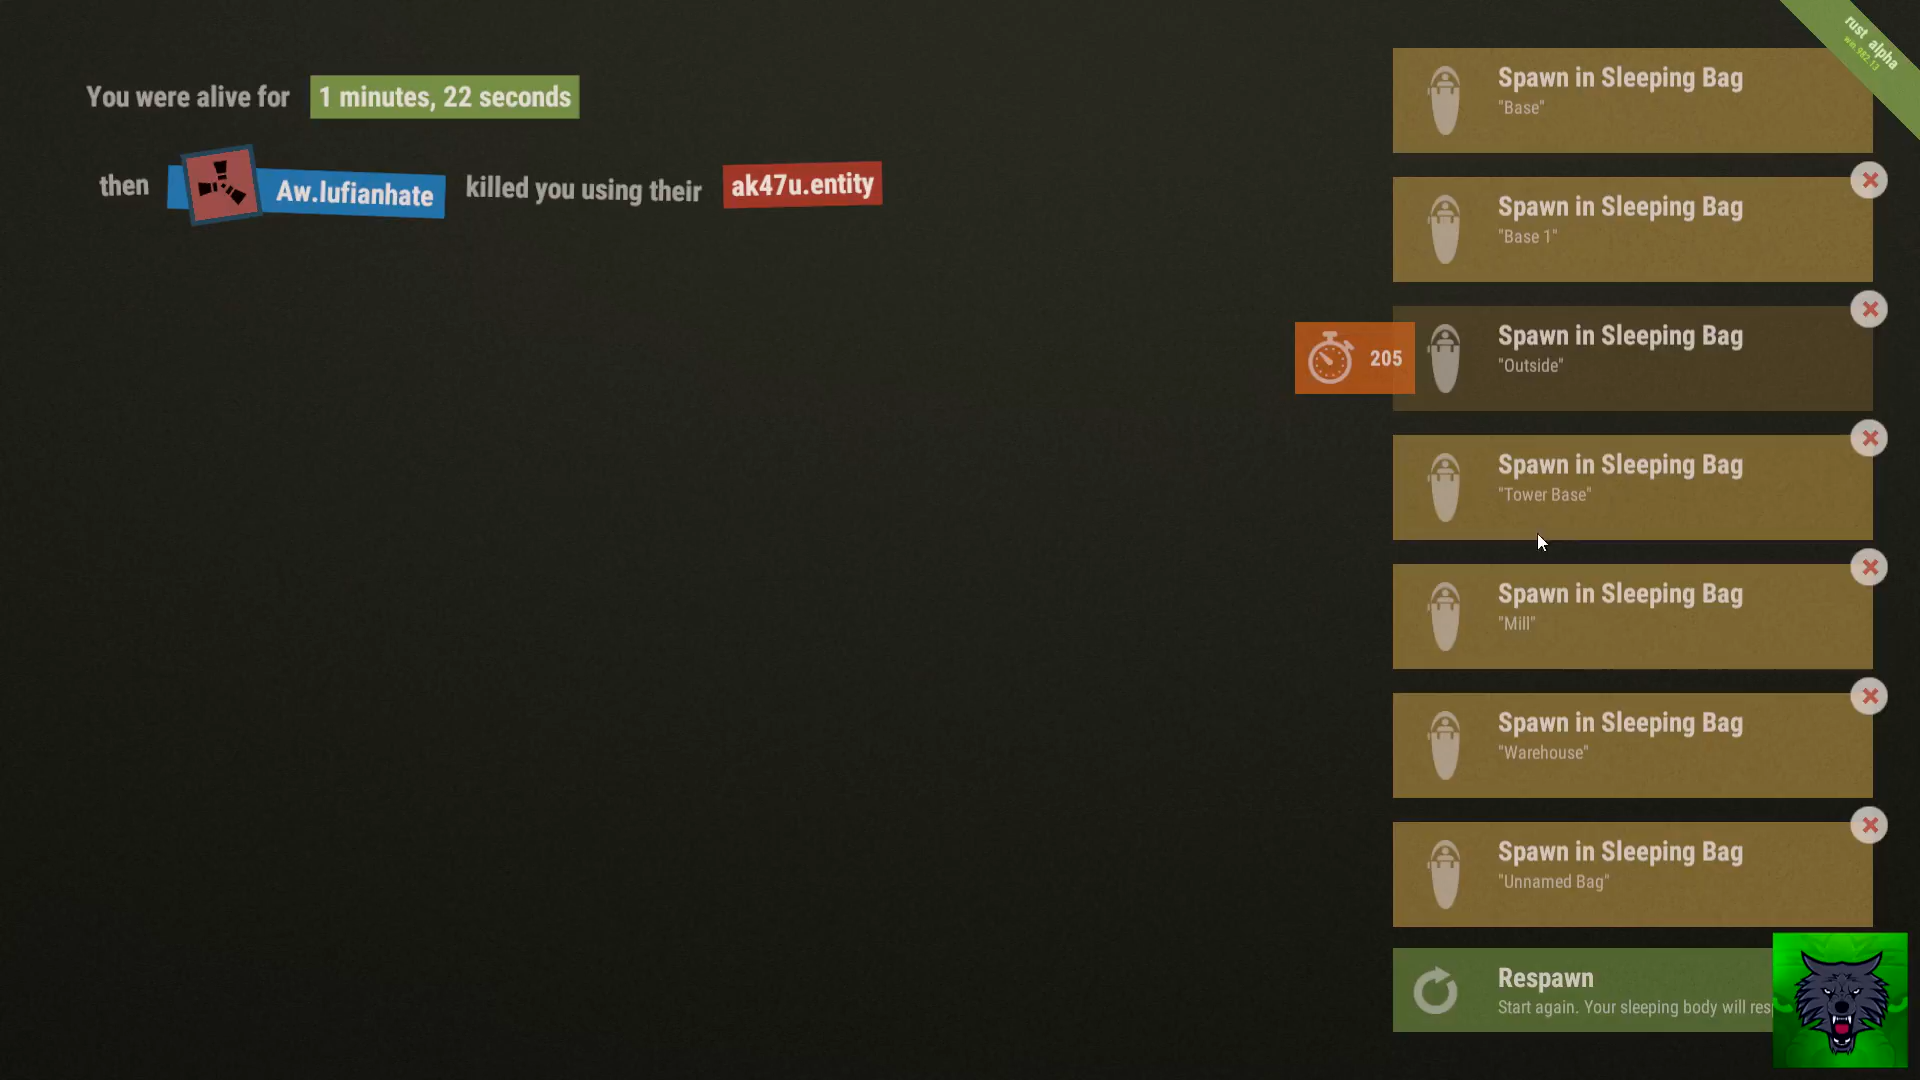 You were alive for 1 minutes, 22 seconds
then Aw.lufianhate killed you using their ak47u.entity
rust alpha
Spawn in Sleeping Bag
"Base"
Spawn in Sleeping Bag
"Base 1"
205
Spawn in Sleeping Bag
"Outside"
Spawn in Sleeping Bag
"Tower Base"
Spawn in Sleeping Bag
"Mill"
Spawn in Sleeping Bag
"Warehouse"
Spawn in Sleeping Bag
"Unnamed Bag"
Respawn
Start again. Your sleeping body will res